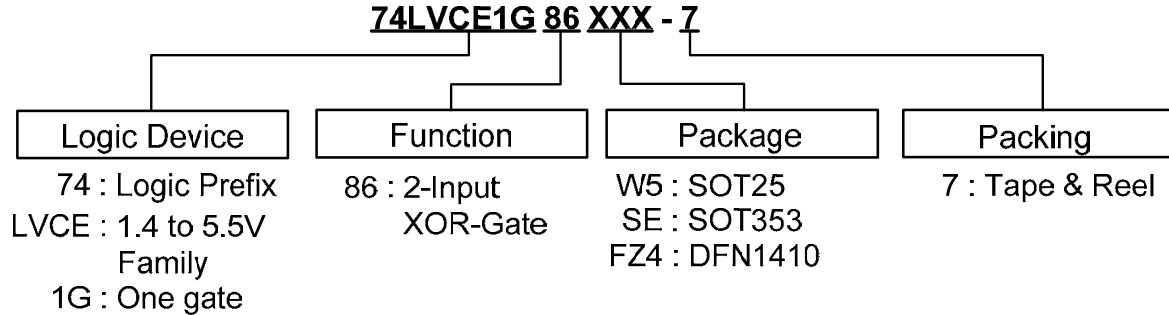 74LVCE1G 86 XXX - 7
Logic Device
74 : Logic Prefix
LVCE : 1.4 to 5.5V
Family
1G : One gate
Function
86 : 2-Input
XOR-Gate
Package
W5 : SOT25
SE : SOT353
FZ4 : DFN1410
Packing
7 : Tape & Reel